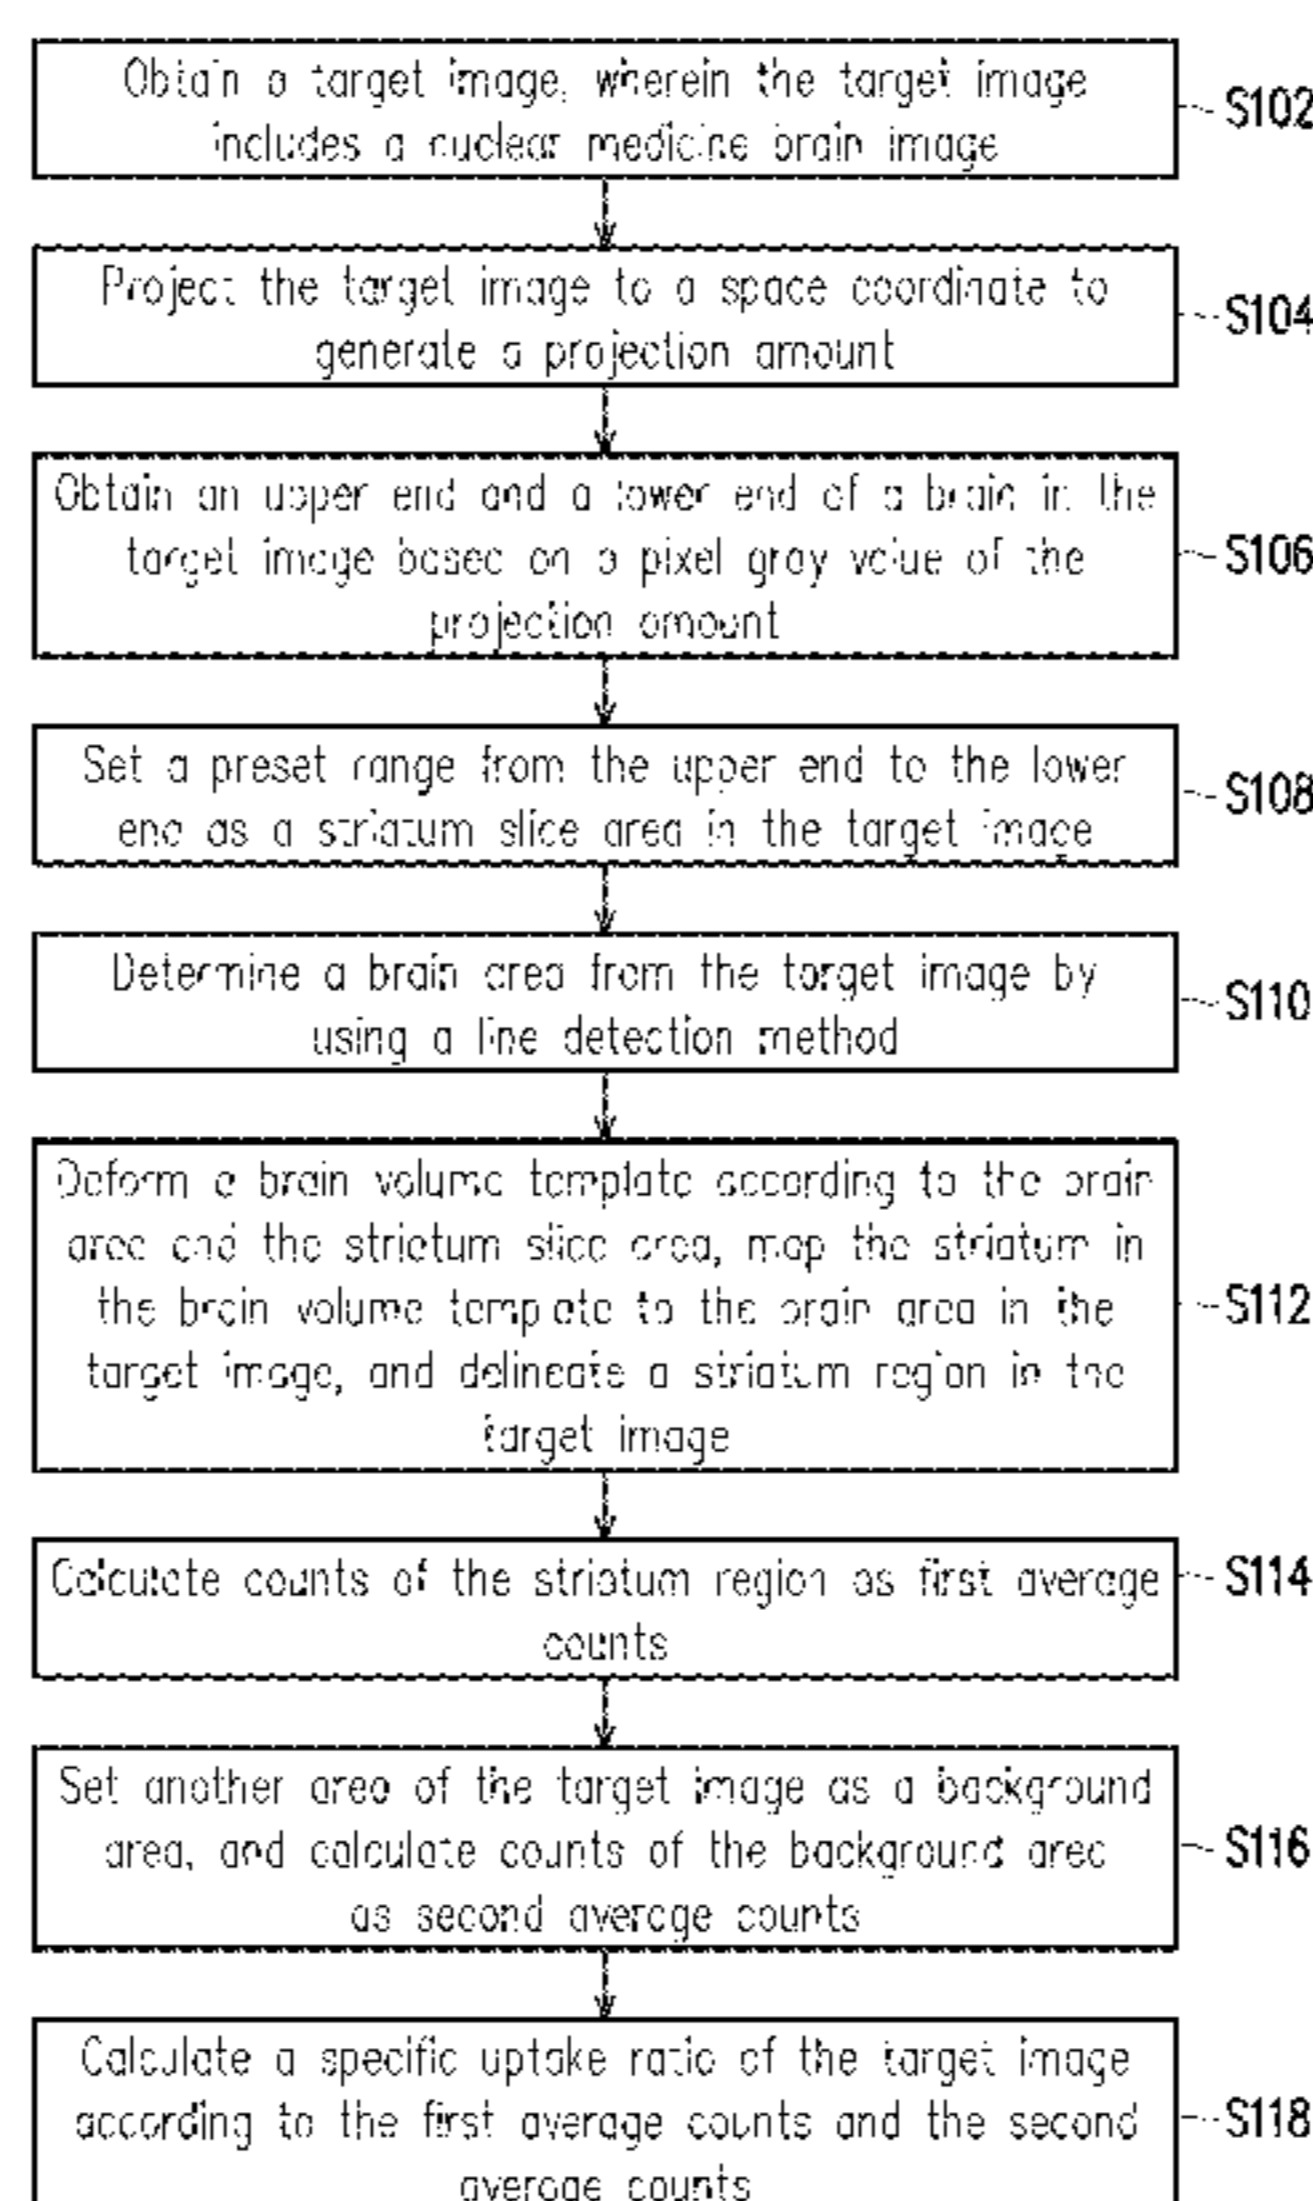 Obtain a target image, wherein the target image
includes a nuclear medicine brain image
S102
Project the target image to a space coordinate to
generate a projection amount
S104
Obtain an upper end and a lower end of a brain in the
target image based on a pixel gray value of the
projection amount
S106
Set a preset range from the upper end to the lower
end as a striatum slice area in the target image
S108
Determine a brain area from the target image by
using a line detection method
S110
Deform a brain volume template according to the brain
area and the striatum slice area, map the striatum in
the brain volume template to the brain area in the
target image, and delineate a striatum region in the
target image
S112
Calculate counts of the striatum region as first average
counts
S114
Set another area of the target image as a background
area, and calculate counts of the background area
as second average counts
S116
Calculate a specific uptake ratio of the target image
according to the first average counts and the second
average counts
S118